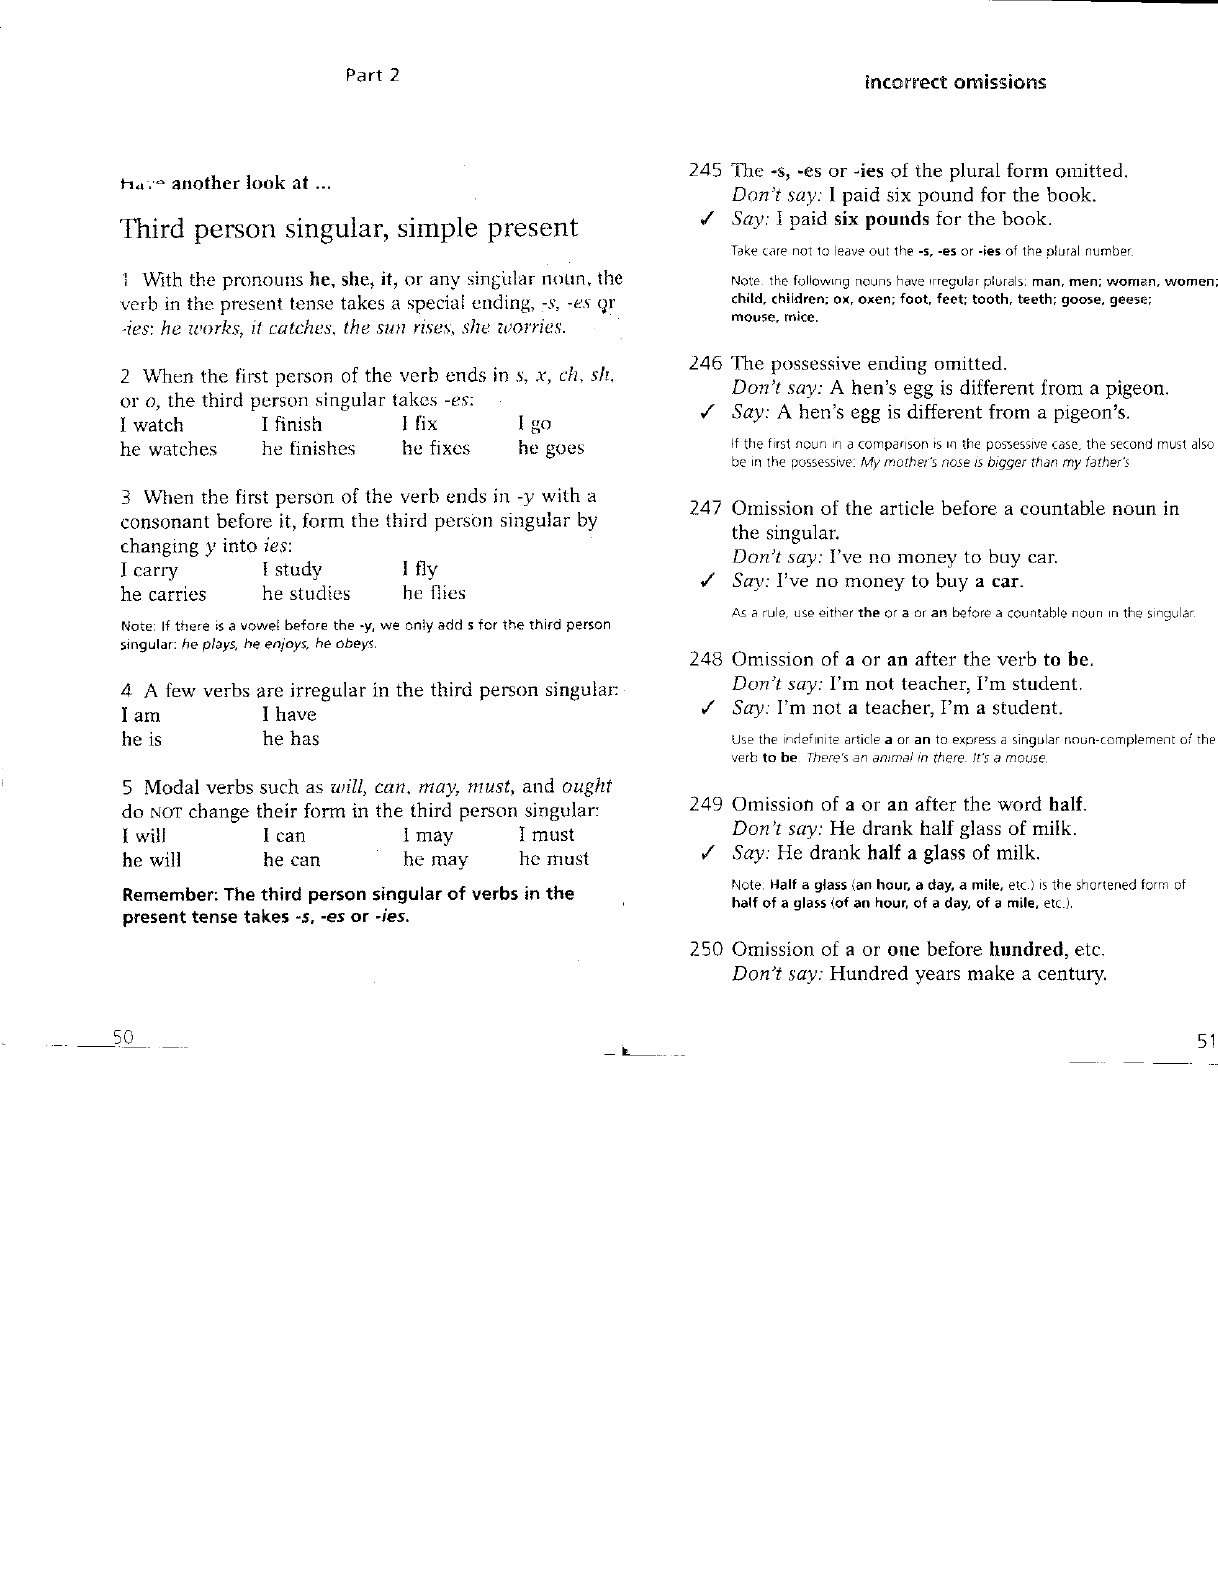 Part 2
Have another look at ...
Third person singular, simple present
1 With the pronouns he, she, it, or any singular noun, the
verb in the present tense takes a special ending, -s, -es or
-ies: he works, it catches, the sun rises, she worries.
2 When the first person of the verb ends in s, x, ch, sh,
or o, the third person singular takes -es:
I watch I finish I fix I go
he watches he finishes he fixes he goes
3 When the first person of the verb ends in -y with a
consonant before it, form the third person singular by
changing y into ies:
I carry I study I fly
he carries he studies he flies
Note: If there is a vowel before the -y, we only add s for the third person
singular: he plays, he enjoys, he obeys.
4 A few verbs are irregular in the third person singular:
I am I have
he is he has
5 Modal verbs such as will, can, may, must, and ought
do NOT change their form in the third person singular:
I will I can I may I must
he will he can he may he must
Remember: The third person singular of verbs in the
present tense takes -s, -es or -ies.
50
incorrect omissions
245 The -s, -es or -ies of the plural form omitted.
Don't say: I paid six pound for the book.
✓ Say: I paid six pounds for the book.
Take care not to leave out the -s, -es or -ies of the plural number.
Note: the following nouns have irregular plurals: man, men; woman, women;
child, children; ox, oxen; foot, feet; tooth, teeth; goose, geese;
mouse, mice.
246 The possessive ending omitted.
Don't say: A hen's egg is different from a pigeon.
✓ Say: A hen's egg is different from a pigeon's.
If the first noun in a comparison is in the possessive case, the second must also
be in the possessive: My mother's nose is bigger than my father's
247 Omission of the article before a countable noun in
the singular.
Don't say: I've no money to buy car.
✓ Say: I've no money to buy a car.
As a rule, use either the or a or an before a countable noun in the singular.
248 Omission of a or an after the verb to be.
Don't say: I'm not teacher, I'm student.
✓ Say: I'm not a teacher, I'm a student.
Use the indefinite article a or an to express a singular noun-complement of the
verb to be. There's an animal in there. It's a mouse.
249 Omission of a or an after the word half.
Don't say: He drank half glass of milk.
✓ Say: He drank half a glass of milk.
Note: Half a glass (an hour, a day, a mile, etc.) is the shortened form of
half of a glass (of an hour, of a day, of a mile, etc.).
250 Omission of a or one before hundred, etc.
Don't say: Hundred years make a century.
51